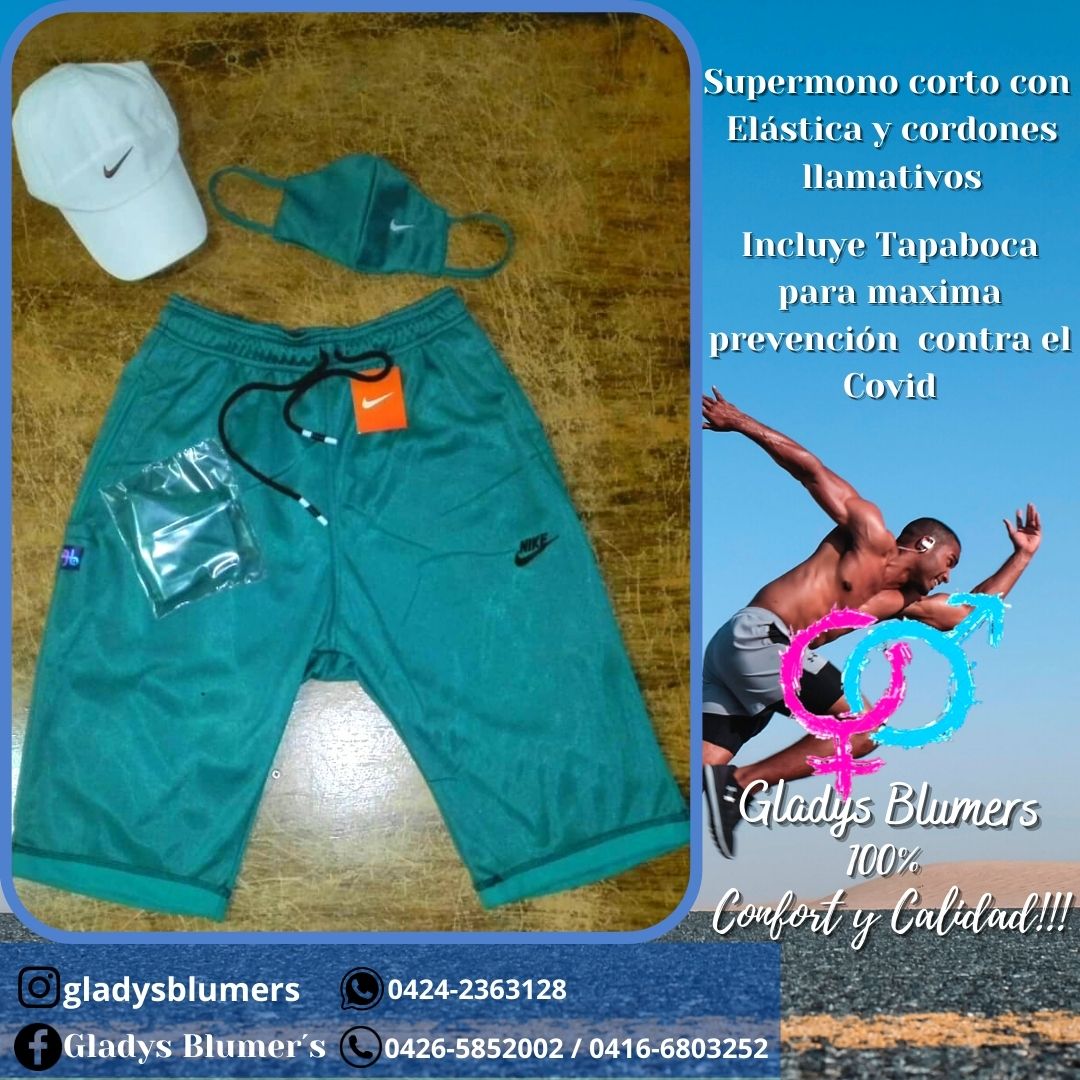 Supermono corto con
Elástica y cordones
llamativos
Incluye Tapaboca
para maxima
prevención contra el
Covid
NIKE
Gladys Blumers
100%
Confort y Calidad!!!
gladysblumers
0424-2363128
Gladys Blumer´s
0426-5852002 / 0416-6803252